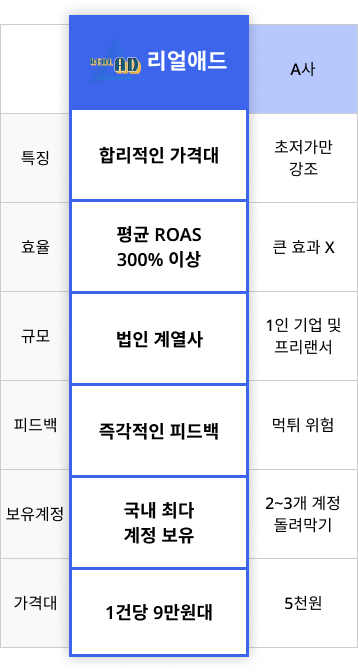 REAL AD 리얼애드
A사
특징
합리적인 가격대
초저가만
강조
효율
평균 ROAS
300% 이상
큰 효과 X
규모
법인 계열사
1인 기업 및
프리랜서
피드백
즉각적인 피드백
먹튀 위험
보유계정
국내 최다
계정 보유
2~3개 계정
돌려막기
가격대
1건당 9만원대
5천원